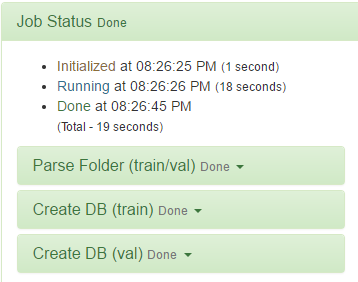 Job Status Done
Initialized at 08:26:25 PM (1 second)
Running at 08:26:26 PM (18 seconds)
Done at 08:26:45 PM
(Total - 19 seconds)
Parse Folder (train/val) Done
Create DB (train) Done
Create DB (val) Done